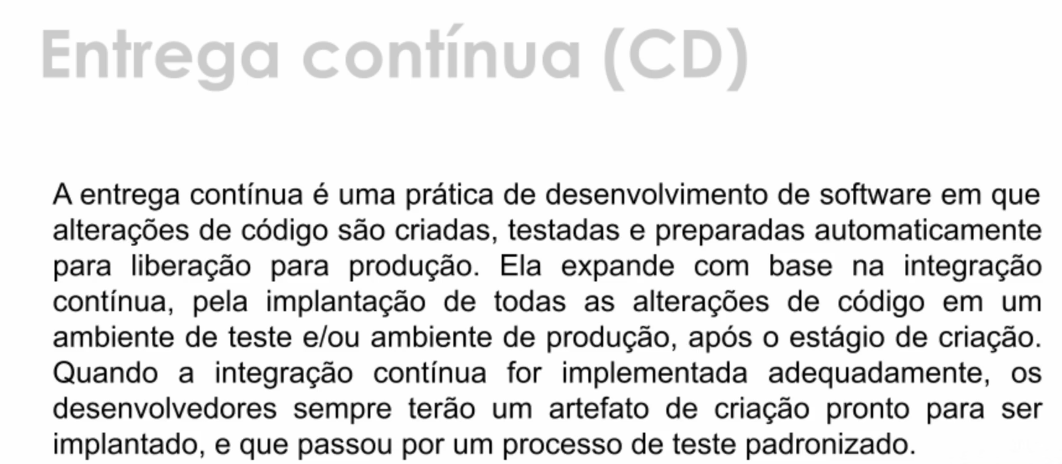 Entrega contínua (CD)
A entrega contínua é uma prática de desenvolvimento de software em que
alterações de código são criadas, testadas e preparadas automaticamente
para liberação para produção. Ela expande com base na integração
contínua, pela implantação de todas as alterações de código em um
ambiente de teste e/ou ambiente de produção, após o estágio de criação.
Quando a integração contínua for implementada adequadamente, os
desenvolvedores sempre terão um artefato de criação pronto para ser
implantado, e que passou por um processo de teste padronizado.